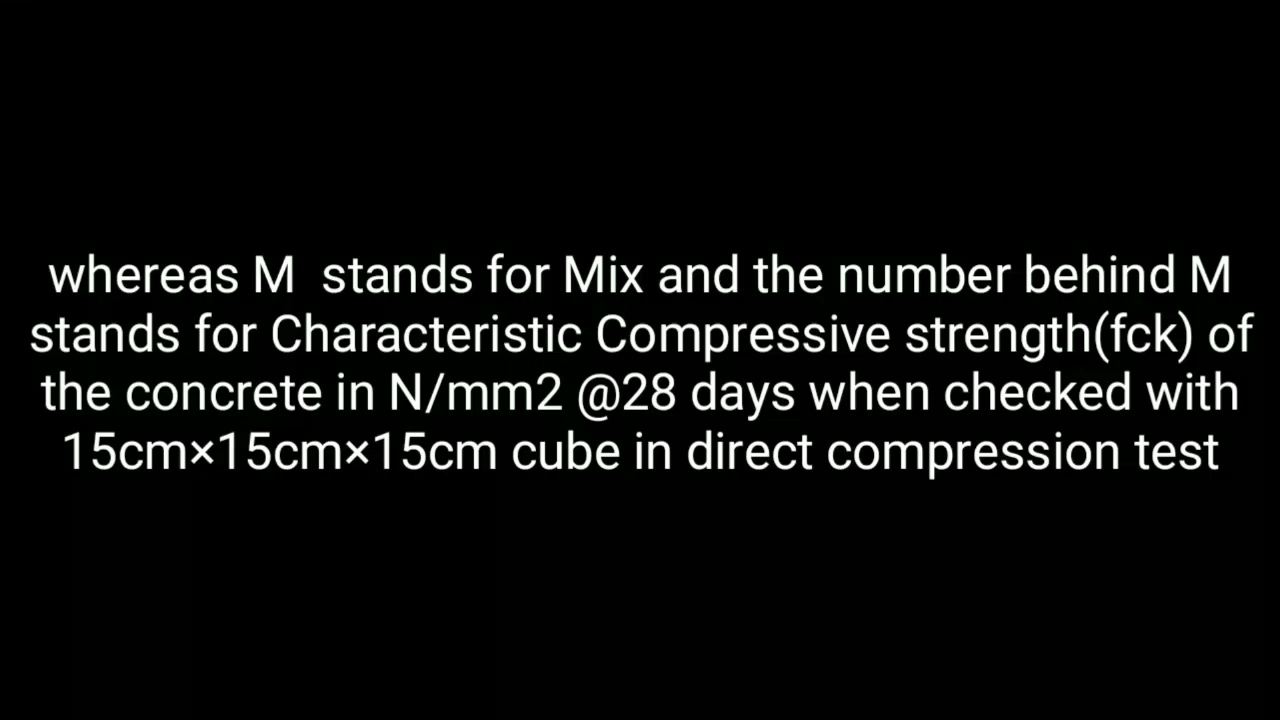 whereas M  stands for Mix and the number behind M
stands for Characteristic Compressive strength(fck) of
the concrete in N/mm2 @28 days when checked with
15cm×15cm×15cm cube in direct compression test